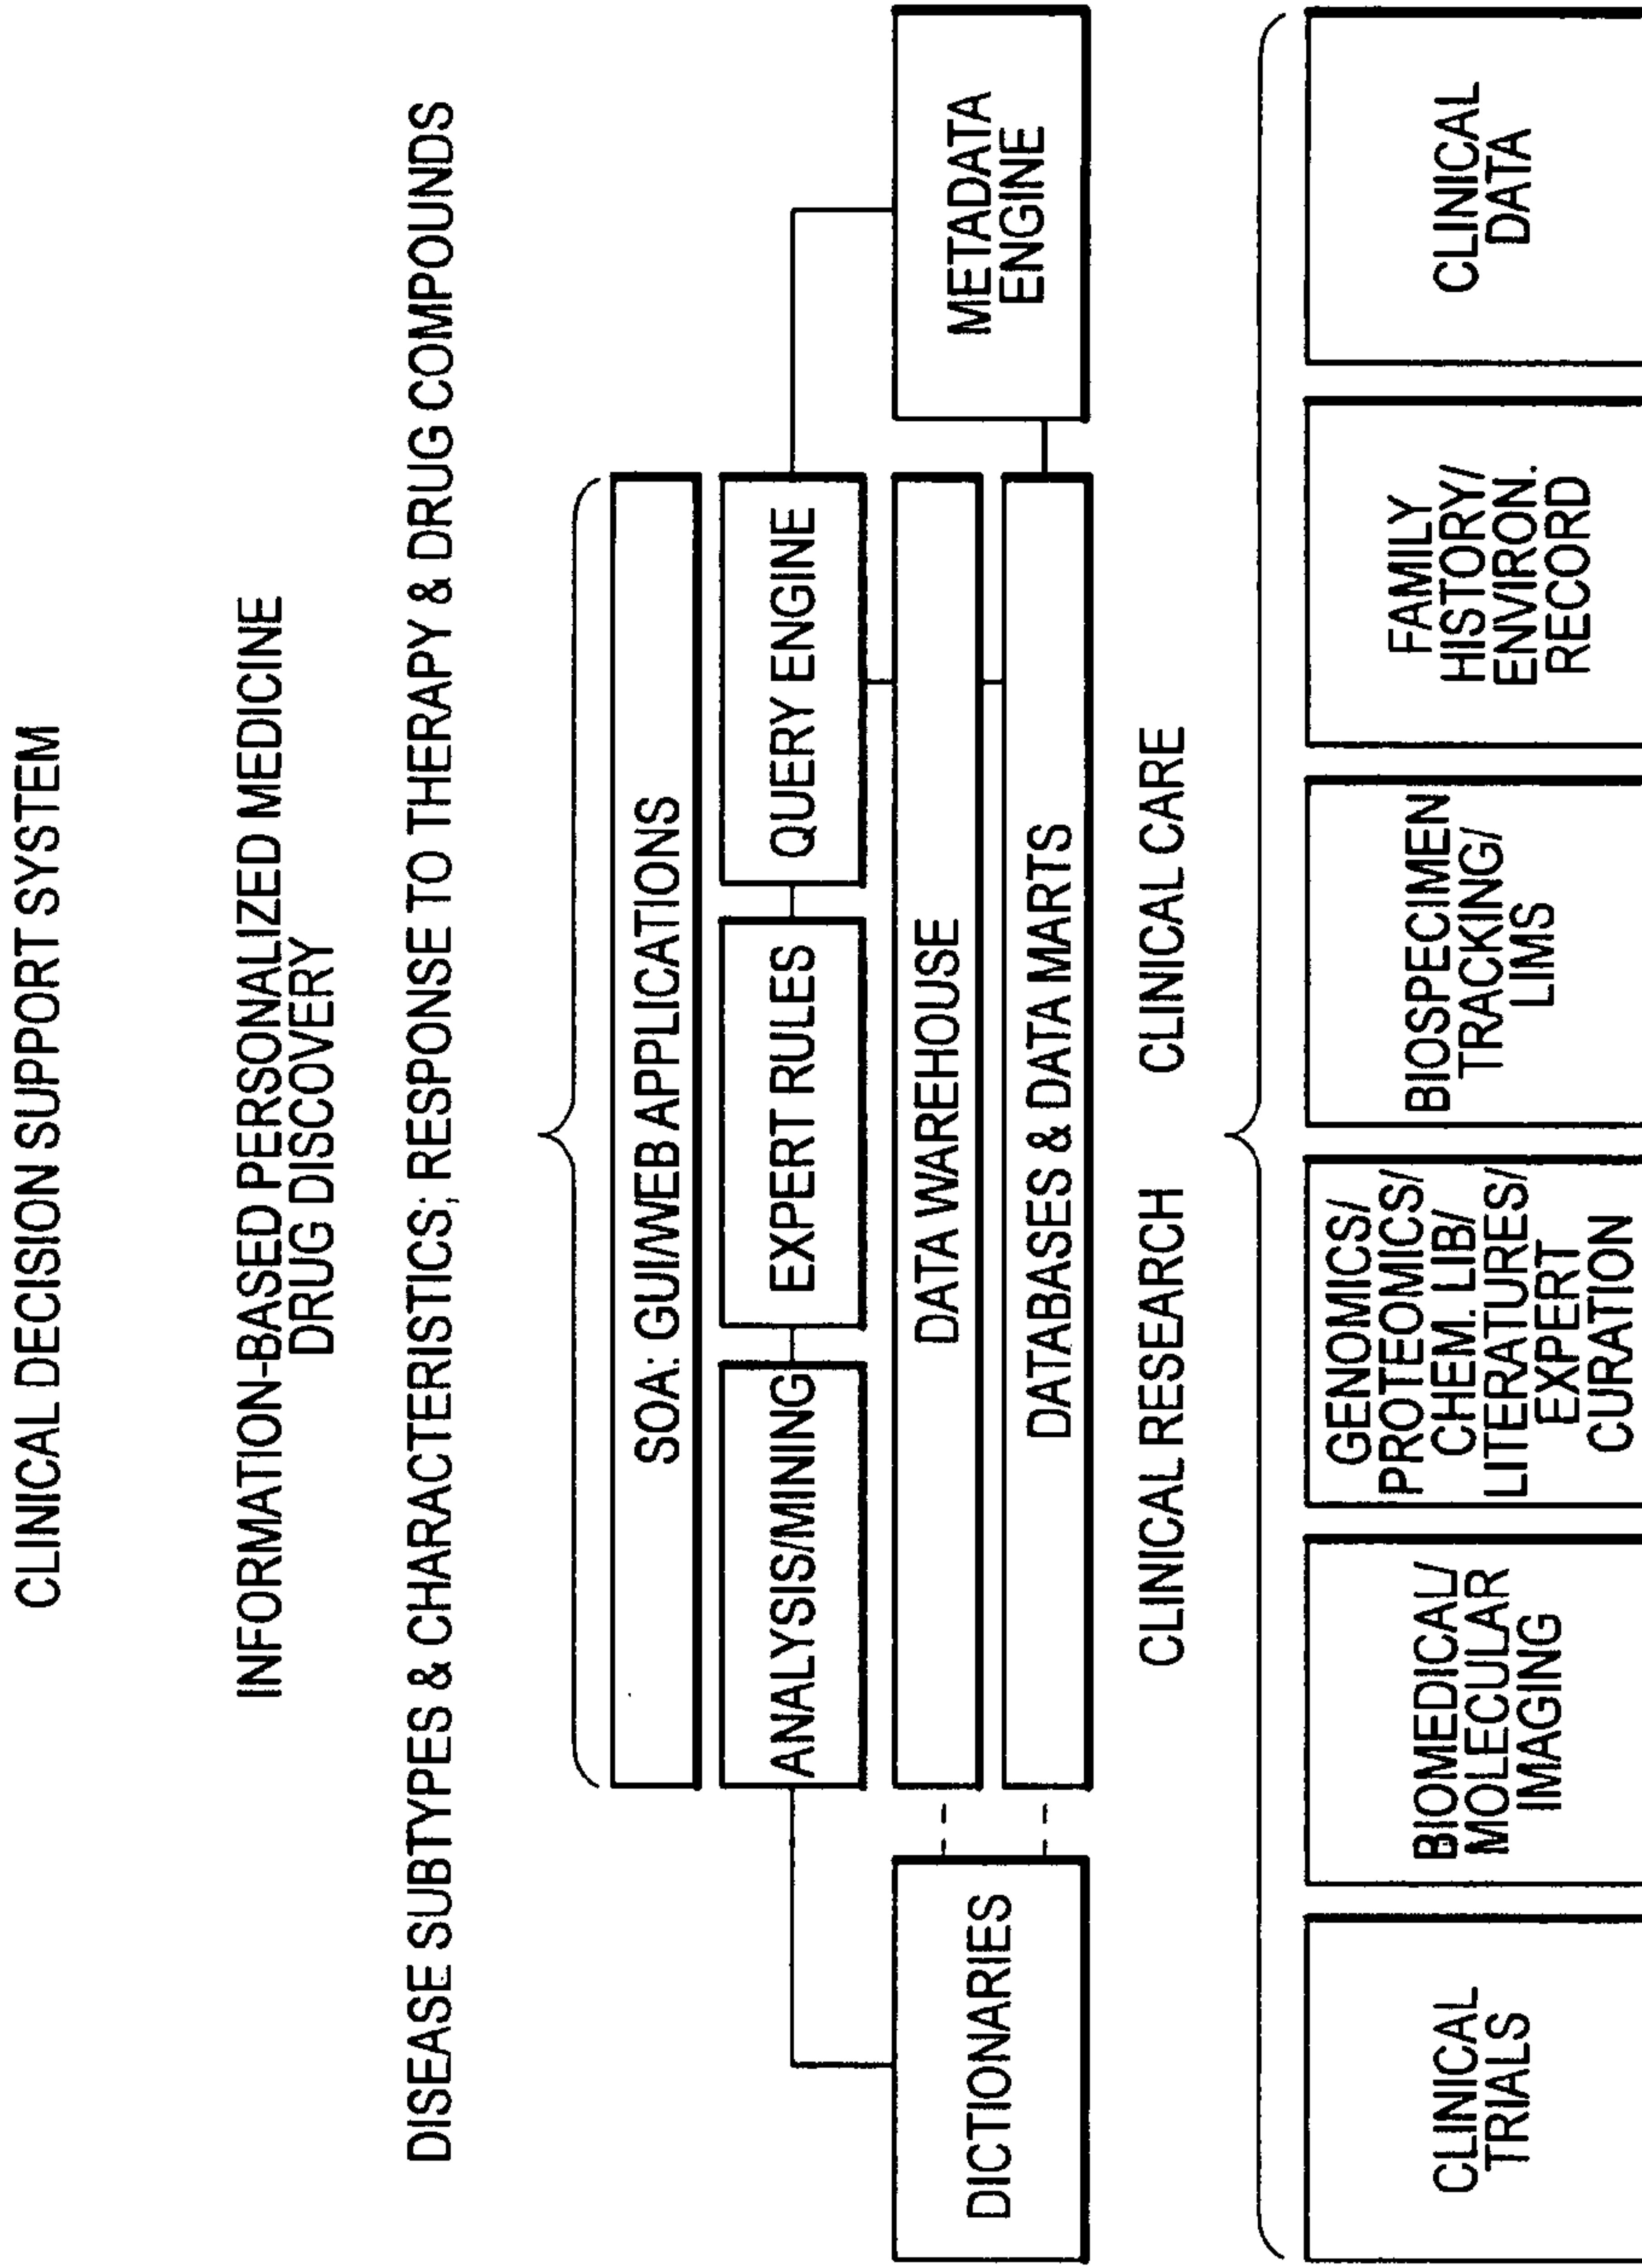 CLINICAL DECISION SUPPORT SYSTEM
INFORMATION-BASED PERSONALIZED MEDICINE
DRUG DISCOVERY
DISEASE SUBTYPES & CHARACTERISTICS; RESPONSE TO THERAPY & DRUG COMPOUNDS
SOA: GUI/WEB APPLICATIONS
ANALYSIS/MINING
EXPERT RULES
QUERY ENGINE
DICTIONARIES
DATA WAREHOUSE
DATABASES & DATA MARTS
METADATA
ENGINE
CLINICAL RESEARCH
CLINICAL CARE
CLINICAL
TRIALS
BIOMEDICAL/
MOLECULAR
IMAGING
GENOMICS/
PROTEOMICS/
CHEM. LIB/
LITERATURES/
EXPERT
CURATION
BIOSPECIMEN
TRACKING/
LIMS
FAMILY
HISTORY/
ENVIRON.
RECORD
CLINICAL
DATA